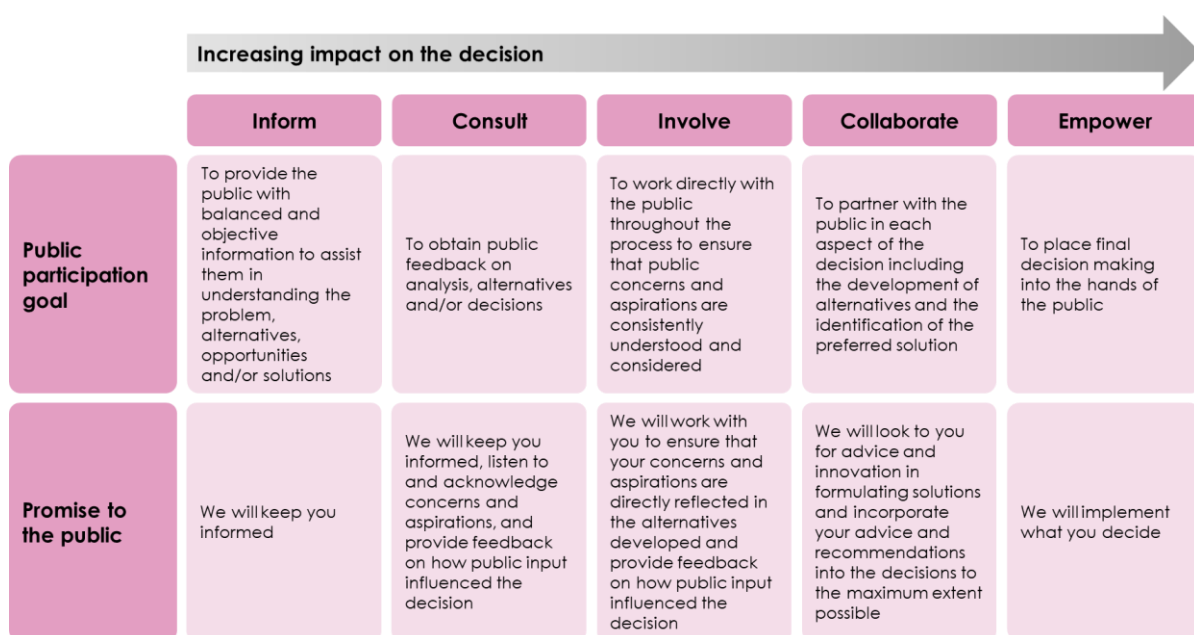 Increasing impact on the decision
Inform
Consult
Involve
Collaborate
Empower
Public
participation
goal
To provide the
public with
balanced and
objective
information to assist
them in
understanding the
problem,
alternatives,
opportunities
and/or solutions
To obtain public
feedback on
analysis, alternatives
and/or decisions
To work directly with
the public
throughout the
process to ensure
that public
concerns and
aspirations are
consistently
understood and
considered
To partner with the
public in each
aspect of the
decision including
the development of
alternatives and the
identification of the
preferred solution
To place final
decision making
into the hands of
the public
Promise to
the public
We will keep you
informed
We will keep you
informed, listen to
and acknowledge
concerns and
aspirations, and
provide feedback
on how public input
influenced the
decision
We will work with
you to ensure that
your concerns and
aspirations are
directly reflected in
the alternatives
developed and
provide feedback
on how public input
influenced the
decision
We will look to you
for advice and
innovation in
formulating solutions
and incorporate
your advice and
recommendations
into the decisions to
the maximum extent
possible
We will implement
what you decide